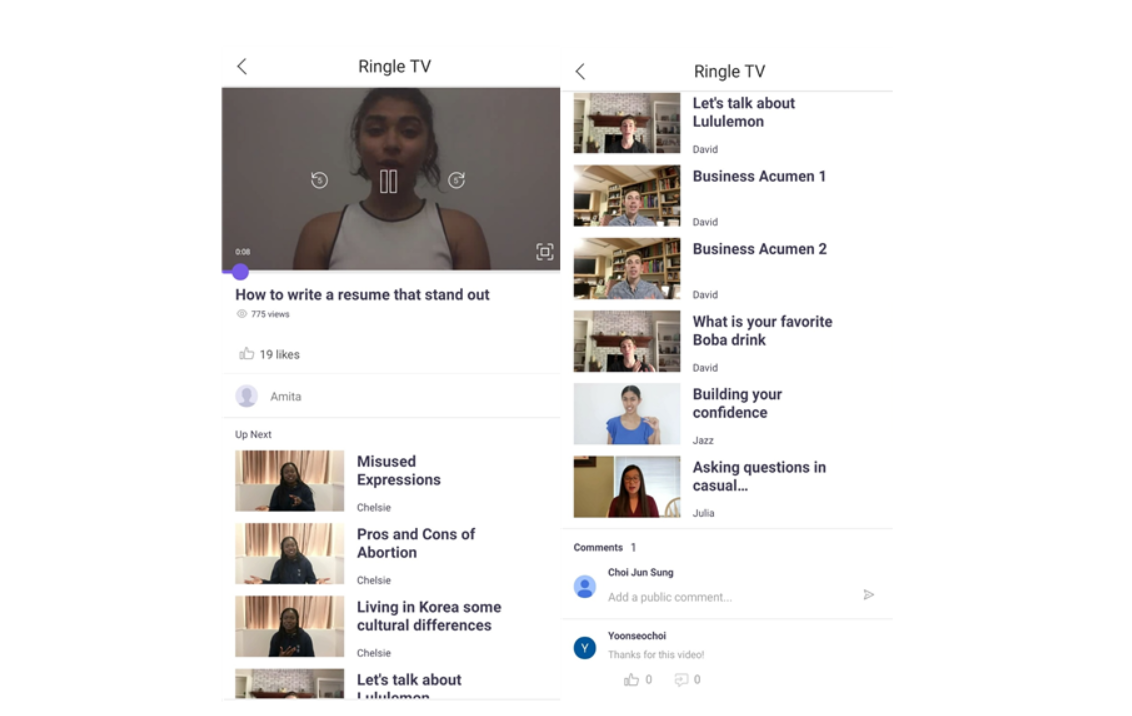 Ringle TV
5
5
0:08
How to write a resume that stand out
775 views
19 likes
Amita
Up Next
Misused
Expressions
Chelsie
Pros and Cons of
Abortion
Chelsie
Living in Korea some
cultural differences
Chelsie
Let's talk about
Lululemon
Ringle TV
Let's talk about
Lululemon
David
Business Acumen 1
David
Business Acumen 2
David
What is your favorite
Boba drink
David
Building your
confidence
Jazz
Asking questions in
casual...
Julia
Comments 1
Choi Jun Sung
Add a public comment...
Y
Yoonseochoi
Thanks for this video!
0 0